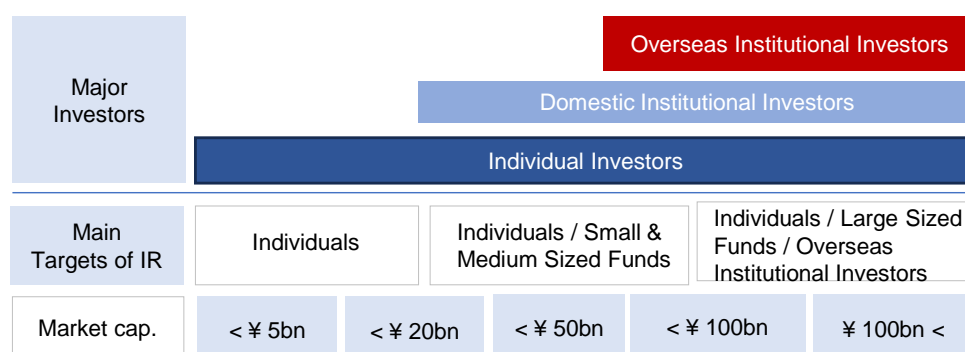 Major
Investors
Overseas Institutional Investors
Domestic Institutional Investors
Individual Investors
Main
Targets of IR
Individuals
Individuals / Small &
Medium Sized Funds
Individuals / Large Sized
Funds / Overseas
Institutional Investors
Market cap.
< ¥ 5bn
< ¥ 20bn
< ¥ 50bn
< ¥ 100bn
¥ 100bn <